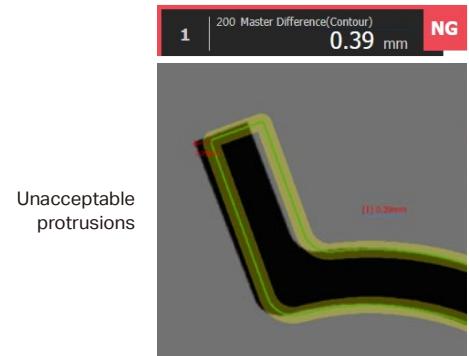 1
200 Master Difference(Contour)
0.39 mm
NG
[1] 0.39mm
Unacceptable
protrusions